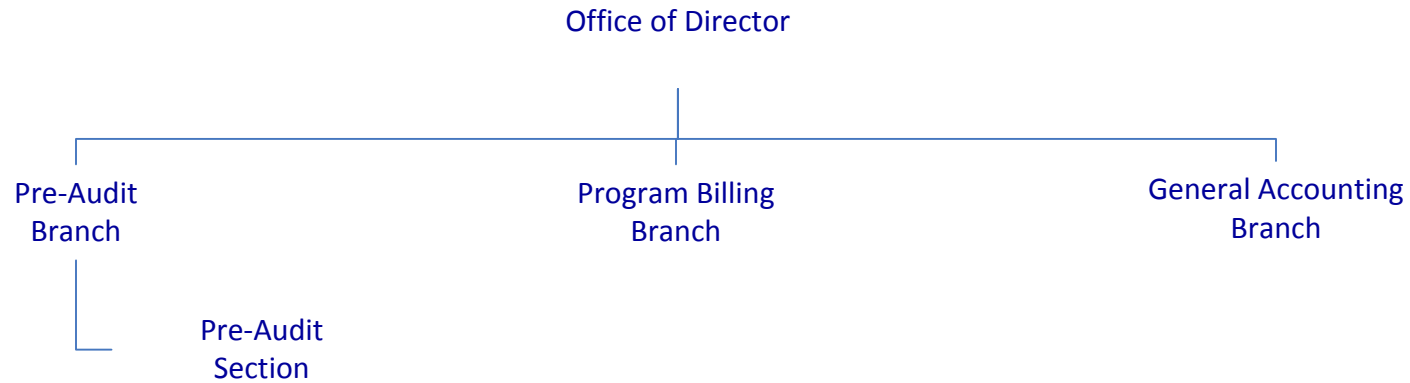 Office of Director
Pre-Audit
Branch
Program Billing
Branch
General Accounting
Branch
Pre-Audit
Section